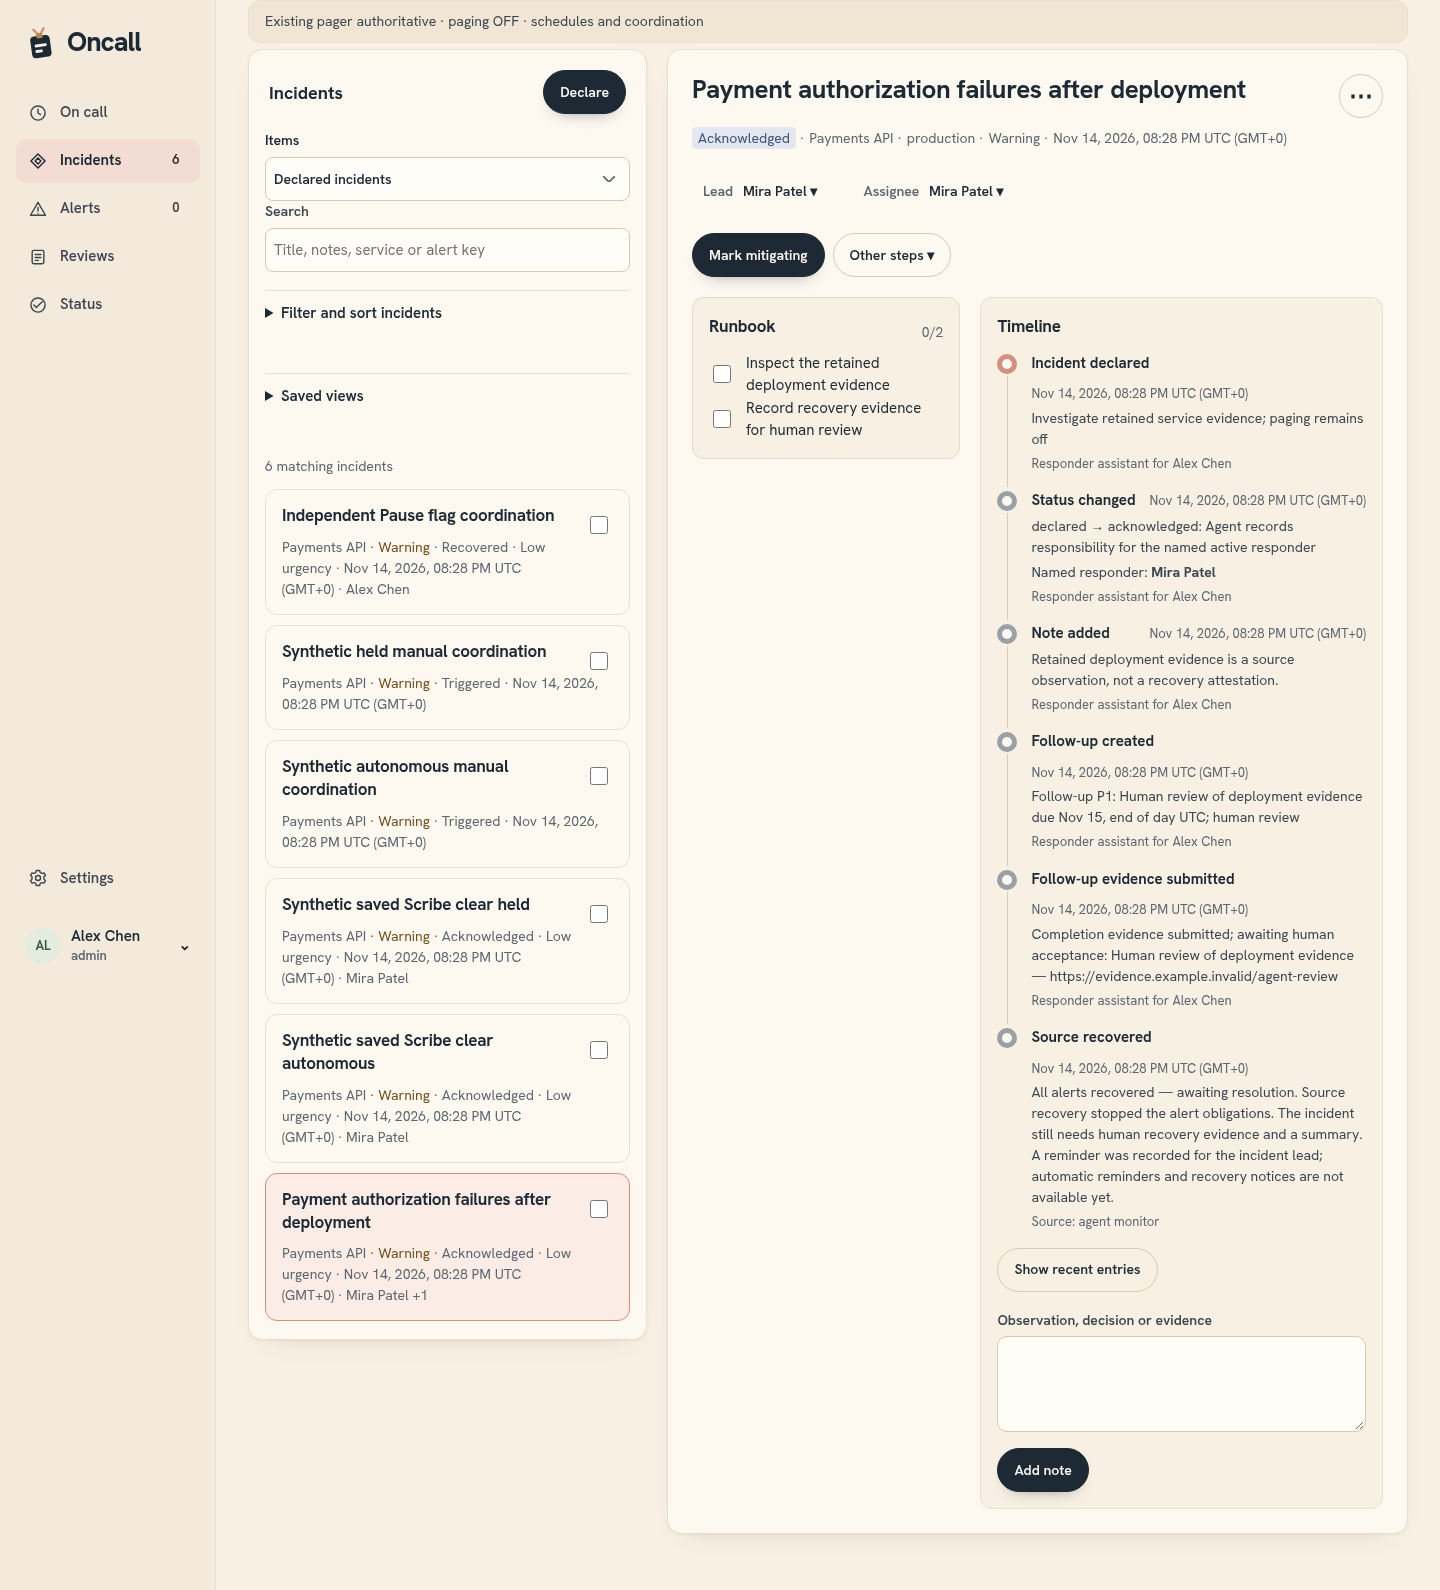 Oncall
On call
Incidents 6
Alerts 0
Reviews
Status
Settings
AL
Alex Chen
admin
Existing pager authoritative · paging OFF · schedules and coordination
Incidents
Declare
Items
Declared incidents
Search
Title, notes, service or alert key
Filter and sort incidents
Saved views
6 matching incidents
Independent Pause flag coordination
Payments API · Warning · Recovered · Low
urgency · Nov 14, 2026, 08:28 PM UTC
(GMT+0) · Alex Chen
Synthetic held manual coordination
Payments API · Warning · Triggered · Nov 14, 2026,
08:28 PM UTC (GMT+0)
Synthetic autonomous manual
coordination
Payments API · Warning · Triggered · Nov 14, 2026,
08:28 PM UTC (GMT+0)
Synthetic saved Scribe clear held
Payments API · Warning · Acknowledged · Low
urgency · Nov 14, 2026, 08:28 PM UTC
(GMT+0) · Mira Patel
Synthetic saved Scribe clear
autonomous
Payments API · Warning · Acknowledged · Low
urgency · Nov 14, 2026, 08:28 PM UTC
(GMT+0) · Mira Patel
Payment authorization failures after
deployment
Payments API · Warning · Acknowledged · Low
urgency · Nov 14, 2026, 08:28 PM UTC
(GMT+0) · Mira Patel +1
Payment authorization failures after deployment
Acknowledged · Payments API · production · Warning · Nov 14, 2026, 08:28 PM UTC (GMT+0)
Lead Mira Patel ▾ Assignee Mira Patel ▾
Mark mitigating
Other steps ▾
Runbook 0/2
Inspect the retained
deployment evidence
Record recovery evidence
for human review
Timeline
Incident declared
Nov 14, 2026, 08:28 PM UTC (GMT+0)
Investigate retained service evidence; paging remains
off
Responder assistant for Alex Chen
Status changed Nov 14, 2026, 08:28 PM UTC (GMT+0)
declared → acknowledged: Agent records
responsibility for the named active responder
Named responder: Mira Patel
Responder assistant for Alex Chen
Note added Nov 14, 2026, 08:28 PM UTC (GMT+0)
Retained deployment evidence is a source
observation, not a recovery attestation.
Responder assistant for Alex Chen
Follow-up created
Nov 14, 2026, 08:28 PM UTC (GMT+0)
Follow-up P1: Human review of deployment evidence
due Nov 15, end of day UTC; human review
Responder assistant for Alex Chen
Follow-up evidence submitted
Nov 14, 2026, 08:28 PM UTC (GMT+0)
Completion evidence submitted; awaiting human
acceptance: Human review of deployment evidence
— https://evidence.example.invalid/agent-review
Responder assistant for Alex Chen
Source recovered
Nov 14, 2026, 08:28 PM UTC (GMT+0)
All alerts recovered — awaiting resolution. Source
recovery stopped the alert obligations. The incident
still needs human recovery evidence and a summary.
A reminder was recorded for the incident lead;
automatic reminders and recovery notices are not
available yet.
Source: agent monitor
Show recent entries
Observation, decision or evidence
Add note